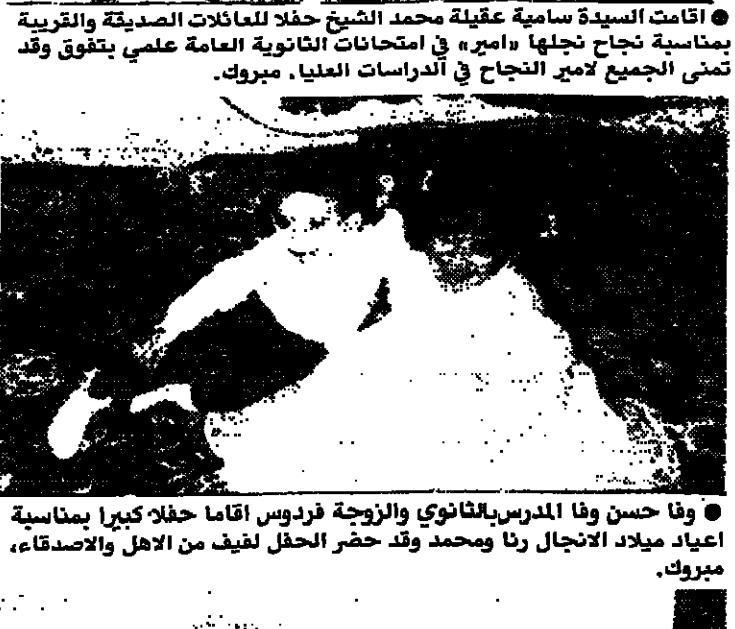 ● اقامت السيدة سامية عقيلة محمد الشيخ حفلا للعائلات الصديقة والقريبة
بمناسبة نجاح نجلها «امير» في امتحانات الثانوية العامة علمي بتفوق وقد
تمنى الجميع لامير النجاح في الدراسات العليا. مبروك.
● وفا حسن وفا المدرس بالثانوي والزوجة فردوس اقاما حفلا كبيرا بمناسبة
اعياد ميلاد الانجال رنا ومحمد وقد حضر الحفل لفيف من الاهل والاصدقاء،
مبروك.